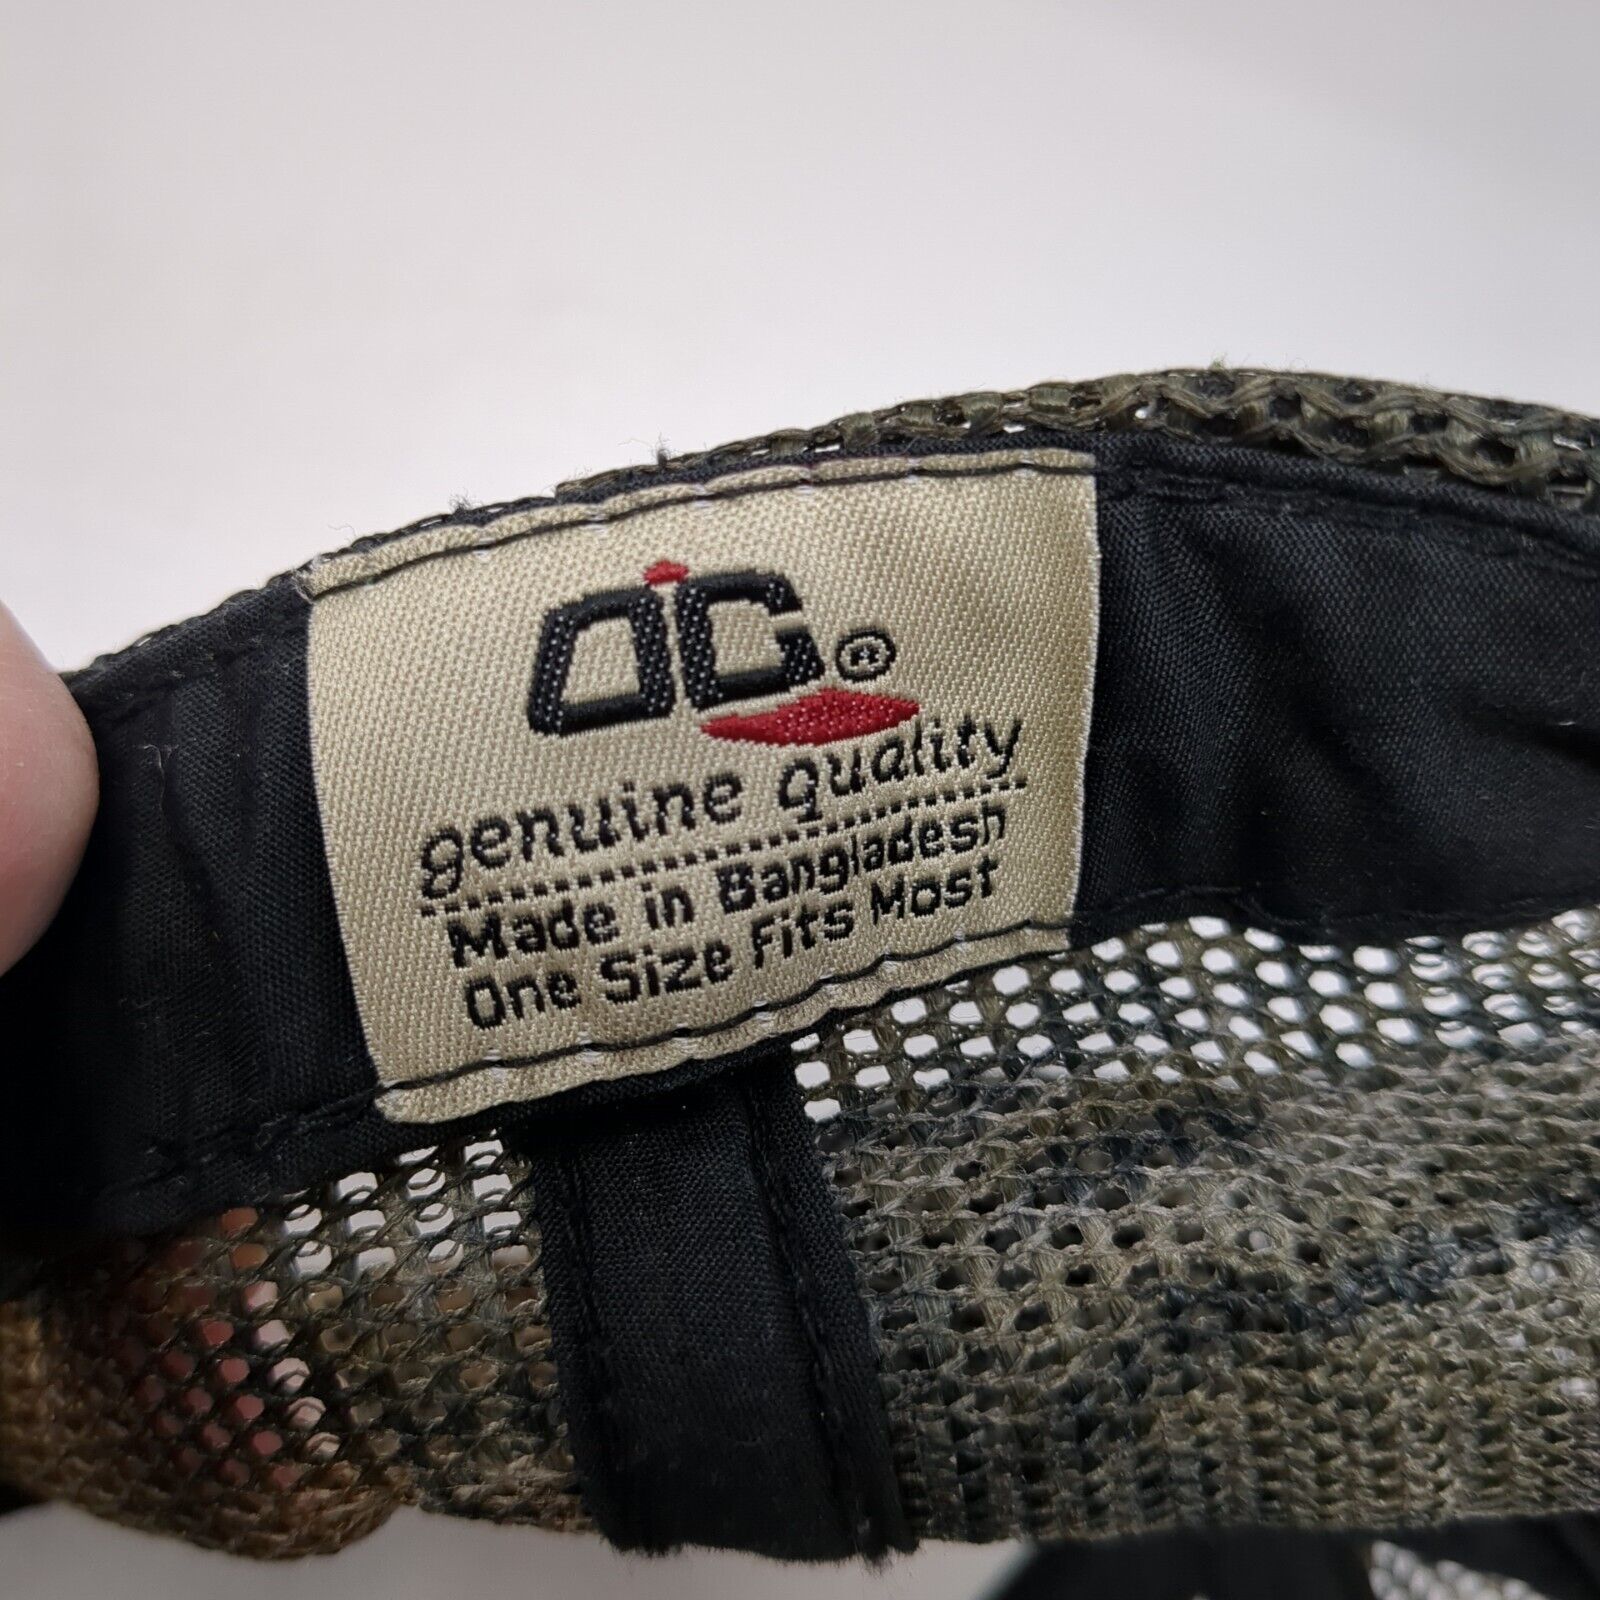 OC®
genuine quality
Made in Bangladesh
One Size Fits Most